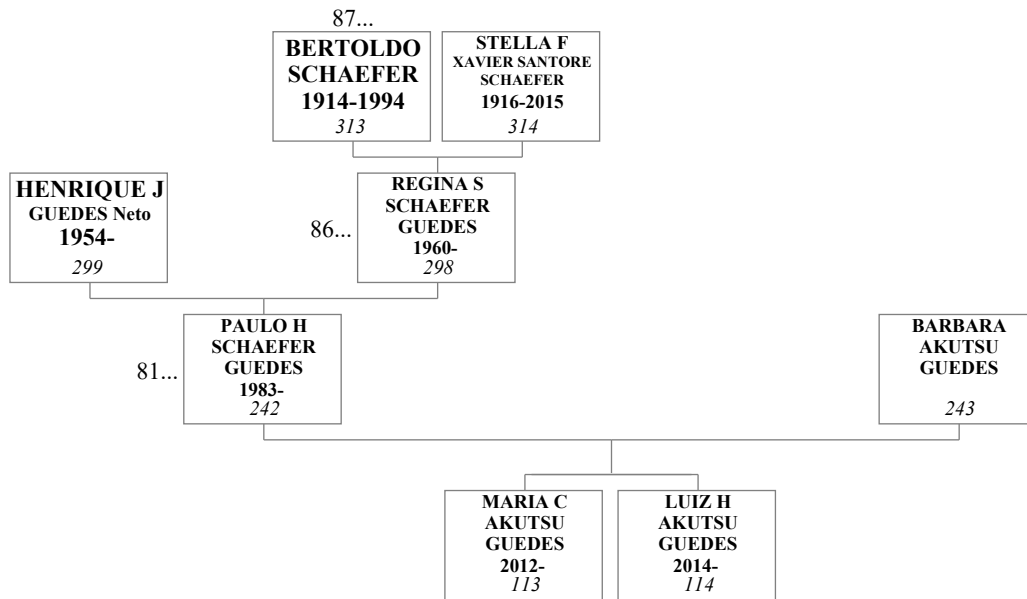 87...
BERTOLDO
SCHAEFER
1914-1994
313
STELLA F
XAVIER SANTORE
SCHAEFER
1916-2015
314
HENRIQUE J
GUEDES Neto
1954-
299
86...
REGINA S
SCHAEFER
GUEDES
1960-
298
81...
PAULO H
SCHAEFER
GUEDES
1983-
242
BARBARA
AKUTSU
GUEDES
243
MARIA C
AKUTSU
GUEDES
2012-
113
LUIZ H
AKUTSU
GUEDES
2014-
114